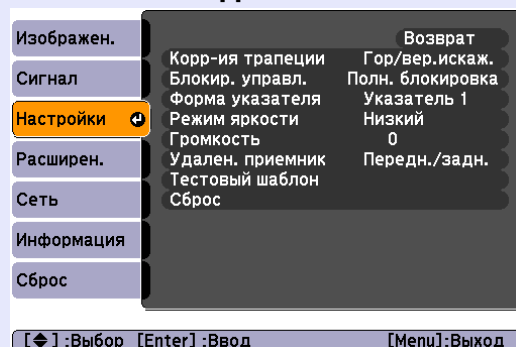 Изображен.
Сигнал
Настройки
Расширен.
Сеть
Информация
Сброс
Возврат
Корр-ия трапеции Гор/вер.искаж.
Блокир. управл. Полн. блокировка
Форма указателя Указатель 1
Режим яркости Низкий
Громкость 0
Удален. приемник Передн./задн.
Тестовый шаблон
Сброс
[◆] :Выбор [Enter] :Ввод [Menu]:Выход